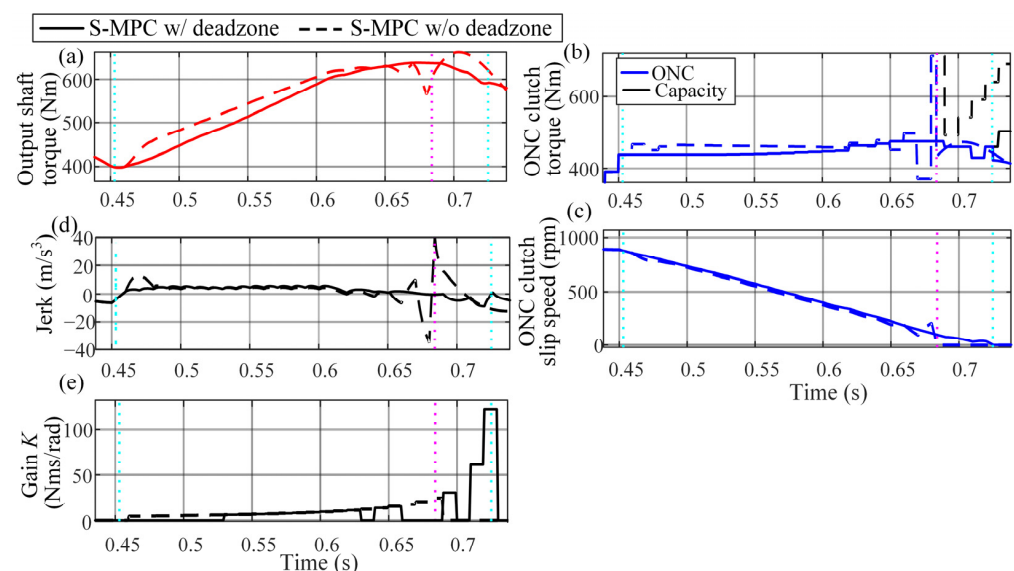 S-MPC w/ deadzone S-MPC w/o deadzone
(a)
Output shaft
torque (Nm)
600
500
400
0.45 0.5 0.55 0.6 0.65 0.7
(b)
ONC clutch
torque (Nm)
600
400
ONC
Capacity
0.45 0.5 0.55 0.6 0.65 0.7
(d)
Jerk (m/s³)
40
20
0
−20
−40
0.45 0.5 0.55 0.6 0.65 0.7
(c)
ONC clutch
slip speed (rpm)
1000
500
0
0.45 0.5 0.55 0.6 0.65 0.7
Time (s)
(e)
Gain K
(Nms/rad)
100
50
0
0.45 0.5 0.55 0.6 0.65 0.7
Time (s)